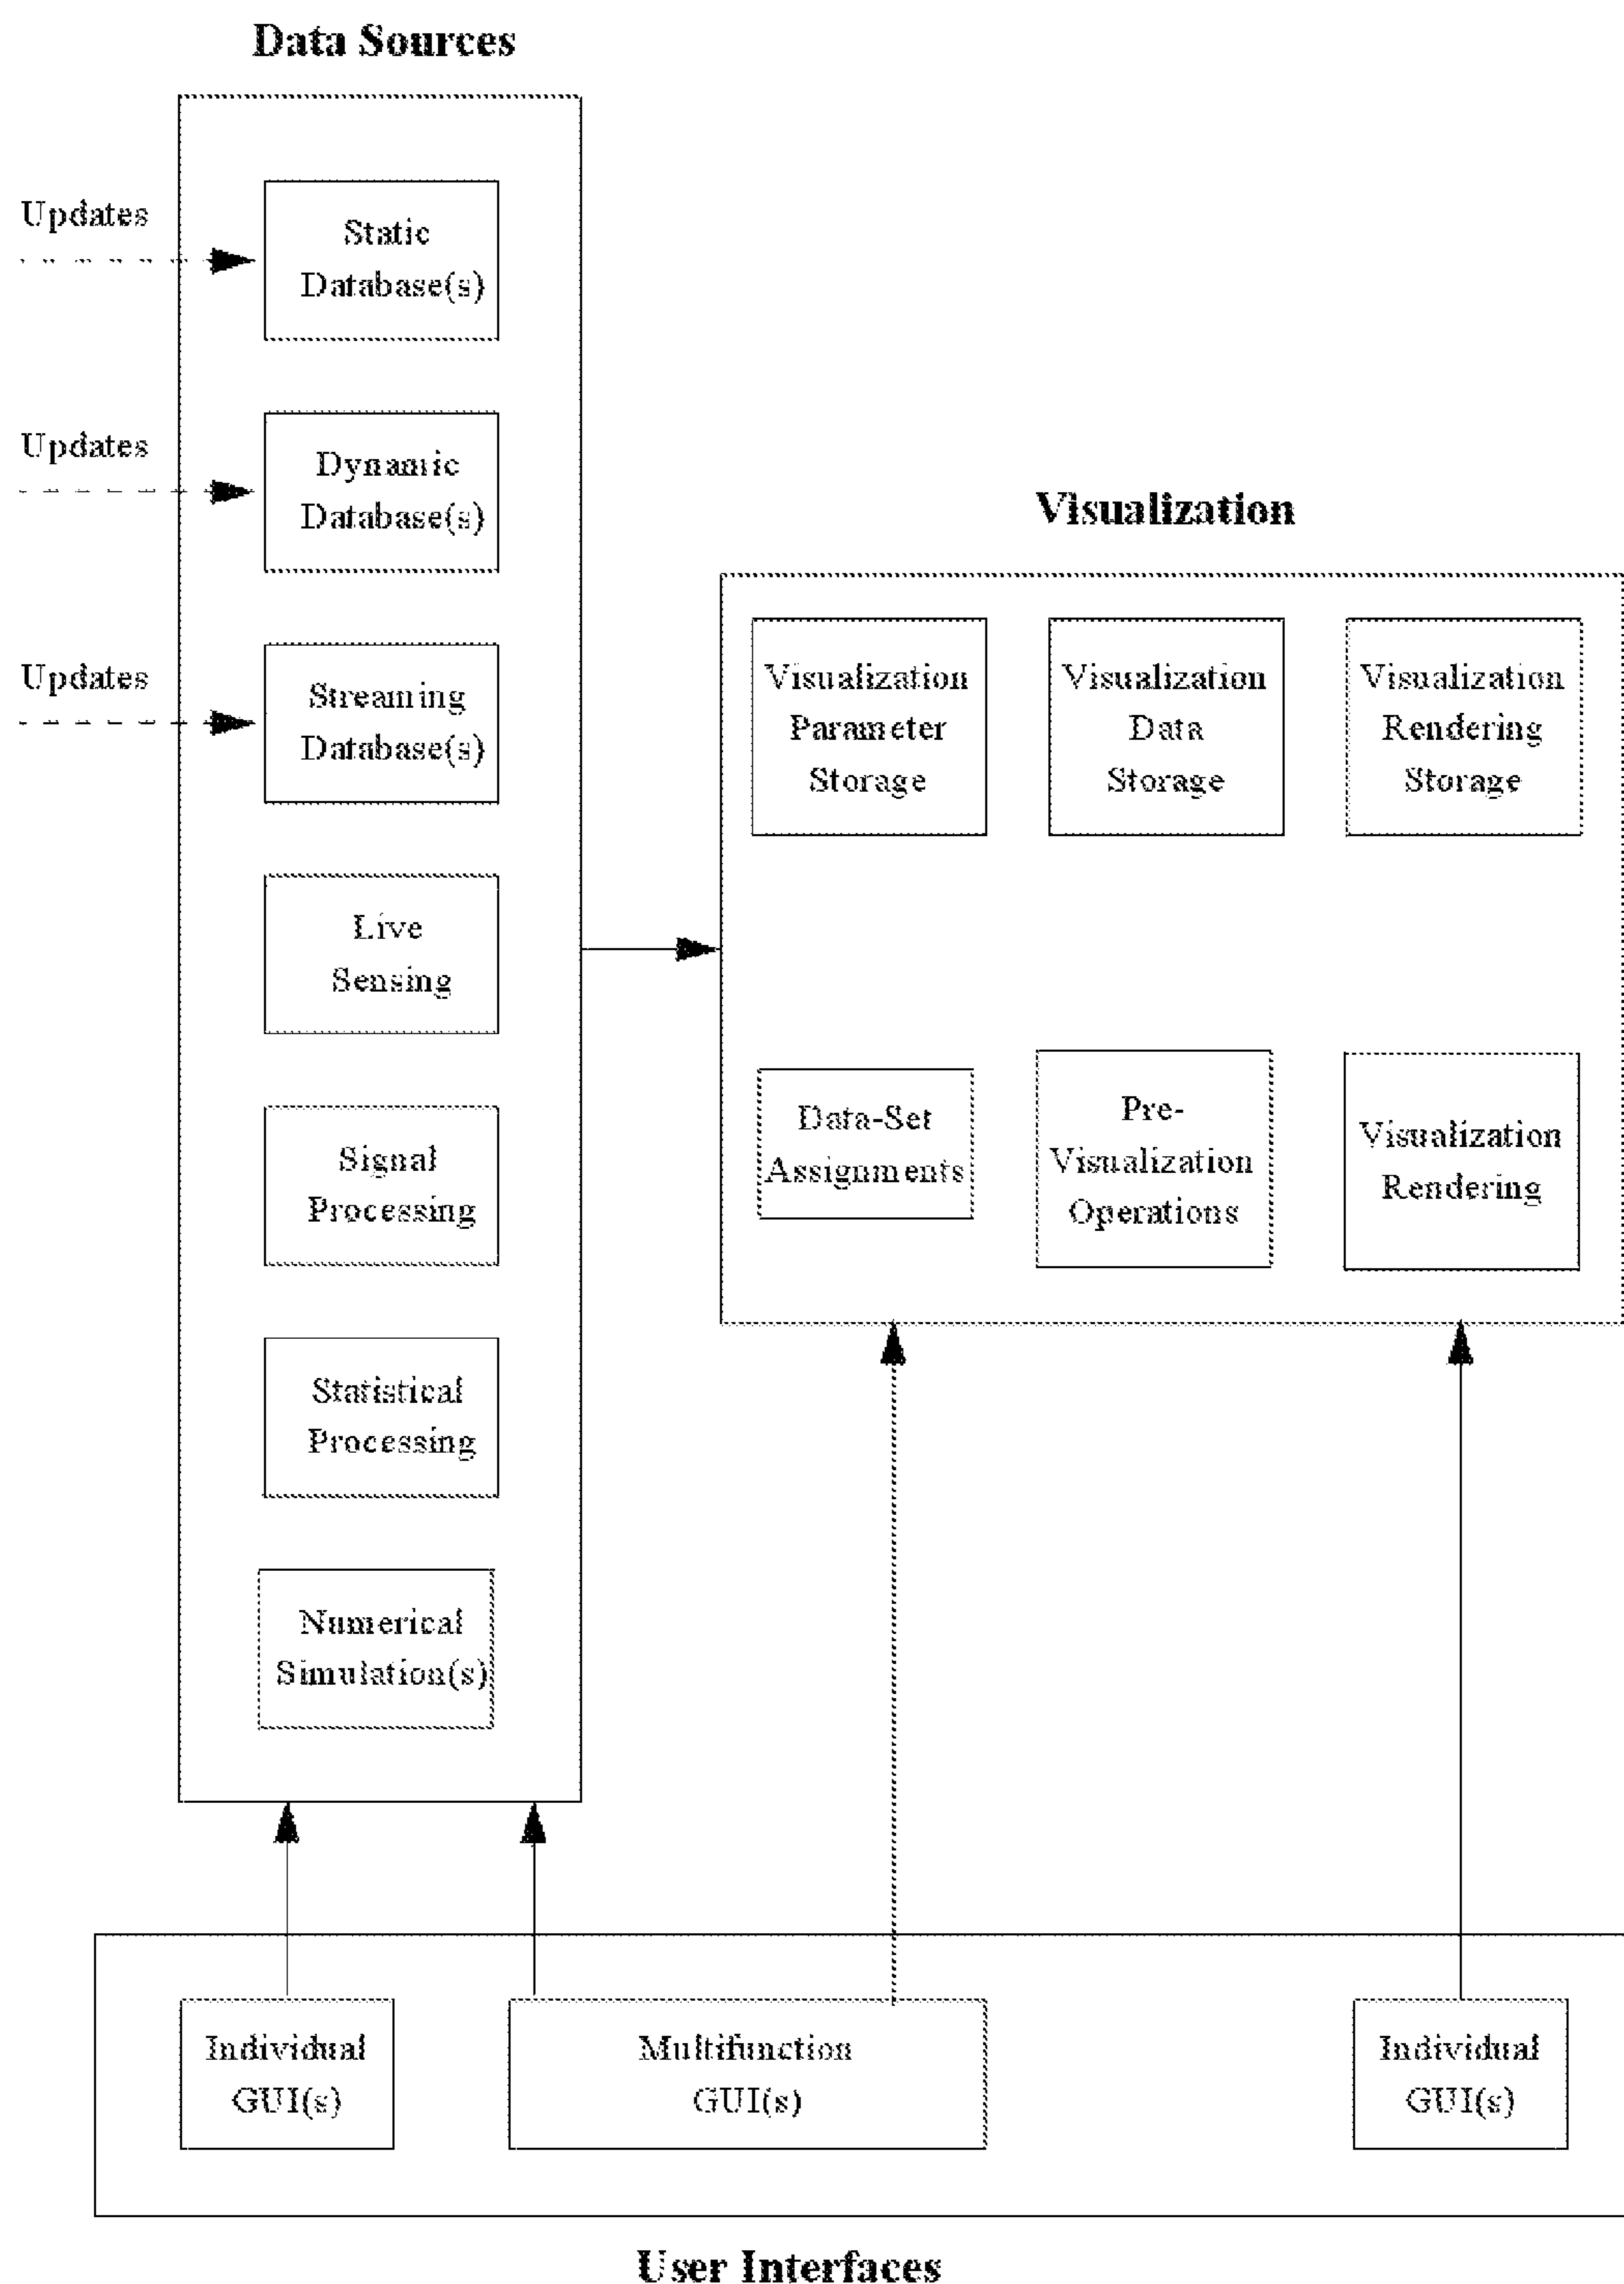 Data Sources
Updates
Static
Database(s)
Updates
Dynamic
Database(s)
Updates
Streaming
Database(s)
Live
Sensing
Signal
Processing
Statistical
Processing
Numerical
Simulation(s)
Visualization
Visualization
Parameter
Storage
Visualization
Data
Storage
Visualization
Rendering
Storage
Data-Set
Assignments
Pre-
Visualization
Operations
Visualization
Rendering
Individual
GUI(s)
Multifunction
GUI(s)
Individual
GUI(s)
User Interfaces